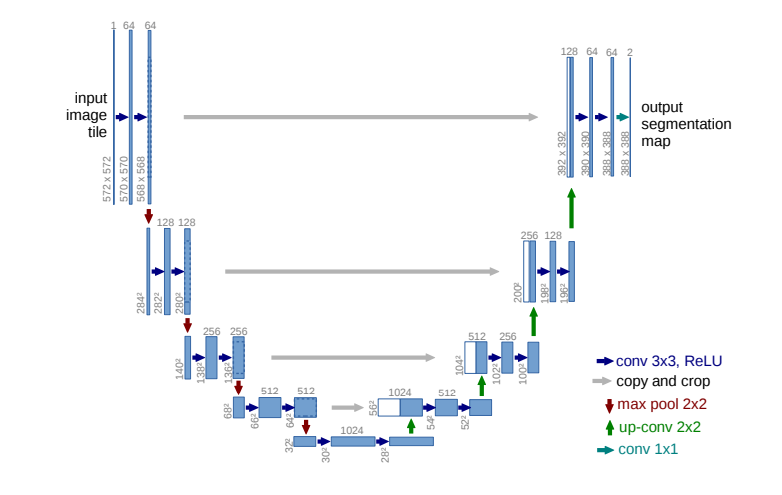 1 64 64
input
image
tile
572 x 572
570 x 570
568 x 568
128 64 64 2
output
segmentation
map
392 x 392
390 x 390
388 x 388
388 x 388
128 128
284²
282²
280²
256 128
200²
198²
196²
256 256
140²
138²
136²
512 256
104²
102²
100²
512 512
68²
66²
64²
1024 512
56²
54²
52²
1024
32²
30²
28²
conv 3x3, ReLU
copy and crop
max pool 2x2
up-conv 2x2
conv 1x1